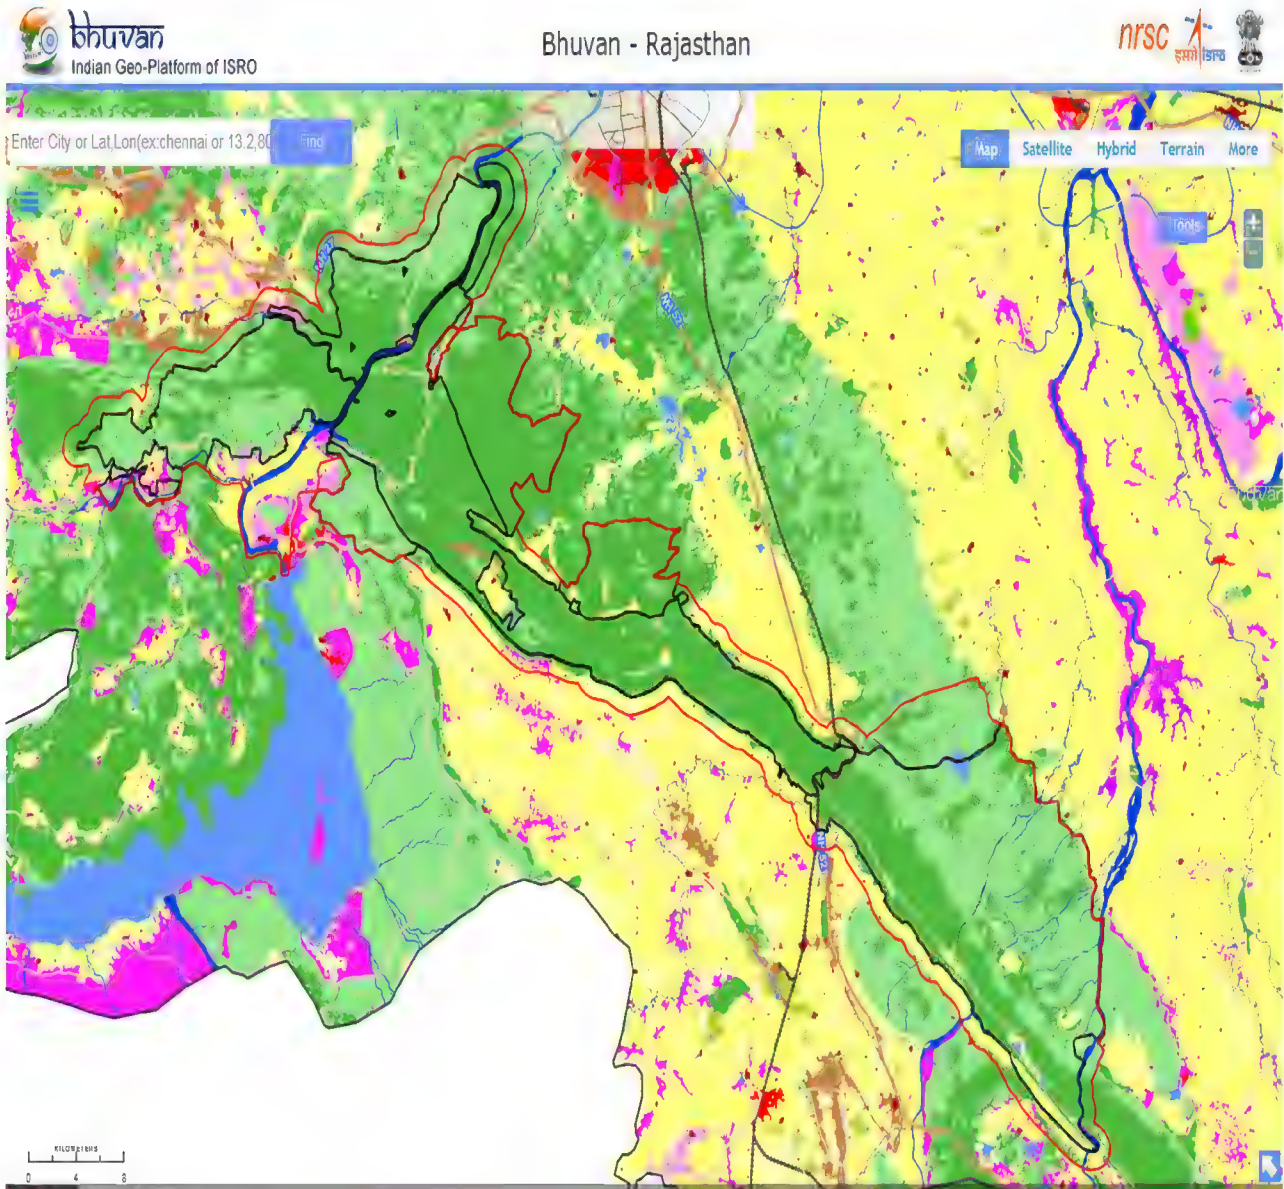 bhuvan
Indian Geo-Platform of ISRO
Bhuvan - Rajasthan
nrsc
इसरो isro
Enter City or Lat,Lon(ex:chennai or 13.2,80
Find
Map Satellite Hybrid Terrain More
Tools
+
bhuvan
KILOMETERS
0 4 8